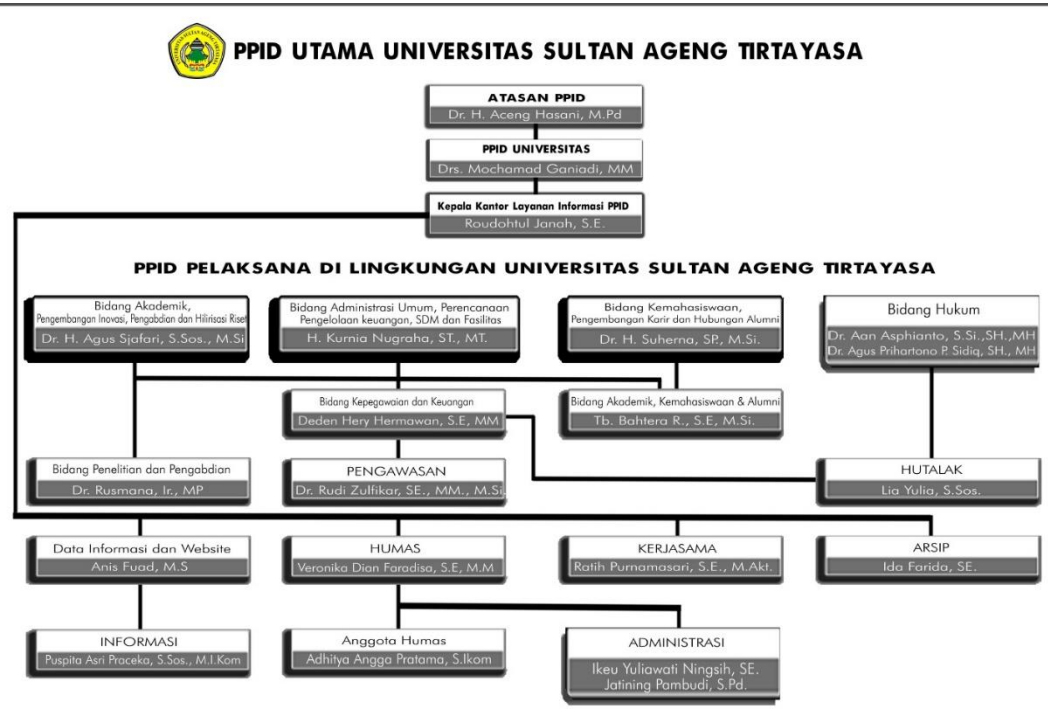 PPID UTAMA UNIVERSITAS SULTAN AGENG TIRTAYASA
ATASAN PPID
Dr. H. Aceng Hasani, M.Pd
PPID UNIVERSITAS
Drs. Mochamad Ganiadi, MM
Kepala Kantor Layanan Informasi PPID
Roudohtul Janah, S.E.
PPID PELAKSANA DI LINGKUNGAN UNIVERSITAS SULTAN AGENG TIRTAYASA
Bidang Akademik,
Pengembangan Inovasi, Pengabdian dan Hilirisasi Riset
Dr. H. Agus Sjafari, S.Sos., M.Si
Bidang Administrasi Umum, Perencanaan
Pengelolaan keuangan, SDM dan Fasilitas
H. Kurnia Nugraha, ST., MT.
Bidang Kemahasiswaan,
Pengembangan Karir dan Hubungan Alumni
Dr. H. Suherna, SP., M.Si.
Bidang Hukum
Dr. Aan Asphianto, S.Si.,SH.,MH
Dr. Agus Prihartono P. Sidiq, SH., MH
Bidang Kepegawaian dan Keuangan
Deden Hery Hermawan, S.E, MM
Bidang Akademik, Kemahasiswaan & Alumni
Tb. Bahtera R., S.E, M.Si.
Bidang Penelitian dan Pengabdian
Dr. Rusmana, Ir., MP
PENGAWASAN
Dr. Rudi Zulfikar, SE., MM., M.Si
HUTALAK
Lia Yulia, S.Sos.
Data Informasi dan Website
Anis Fuad, M.S
HUMAS
Veronika Dian Faradisa, S.E, M.M
KERJASAMA
Ratih Purnamasari, S.E., M.Akt.
ARSIP
Ida Farida, SE.
INFORMASI
Puspita Asri Praceka, S.Sos., M.I.Kom
Anggota Humas
Adhitya Angga Pratama, S.Ikom
ADMINISTRASI
Ikeu Yuliawati Ningsih, SE.
Jatining Pambudi, S.Pd.